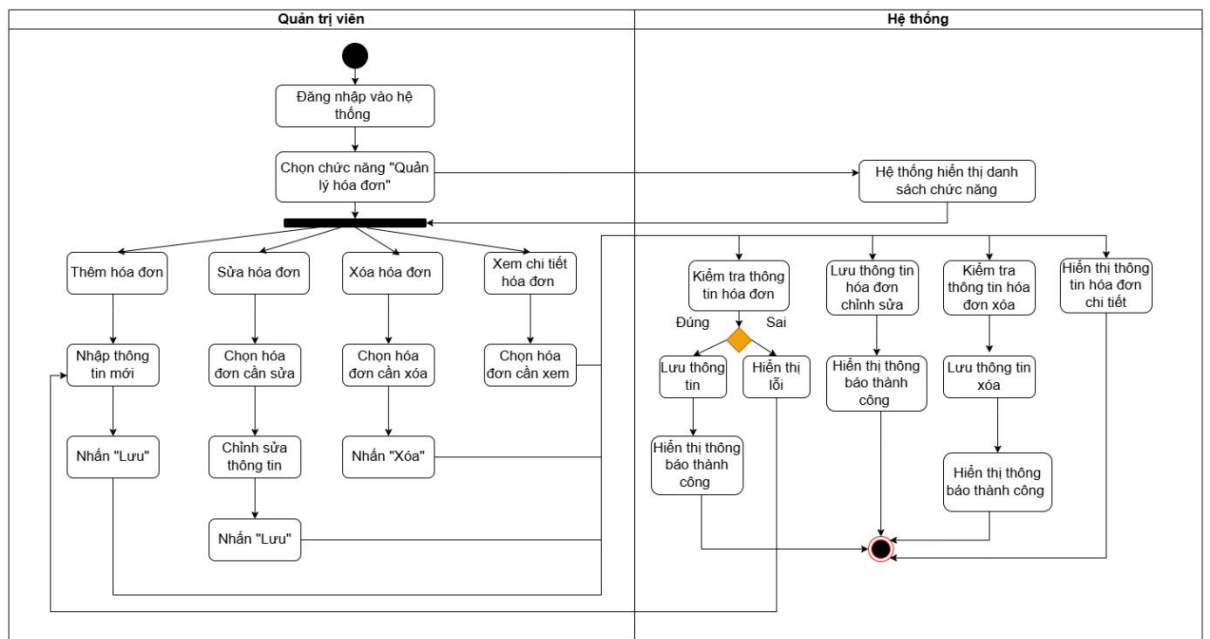 Quản trị viên
Hệ thống
Đăng nhập vào hệ
thống
Chọn chức năng "Quản
lý hóa đơn"
Hệ thống hiển thị danh
sách chức năng
Thêm hóa đơn
Sửa hóa đơn
Xóa hóa đơn
Xem chi tiết
hóa đơn
Kiểm tra thông
tin hóa đơn
Lưu thông tin
hóa đơn
chỉnh sửa
Kiểm tra
thông tin hóa
đơn xóa
Hiển thị thông
tin hóa đơn
chi tiết
Đúng
Sai
Nhập thông
tin mới
Chọn hóa
đơn cần sửa
Chọn hóa
đơn cần xóa
Chọn hóa
đơn cần xem
Lưu thông
tin
Hiển thị
lỗi
Hiển thị thông
báo thành
công
Lưu thông tin
xóa
Nhấn "Lưu"
Chỉnh sửa
thông tin
Nhấn "Xóa"
Hiển thị thông
báo thành
công
Hiển thị thông
báo thành công
Nhấn "Lưu"